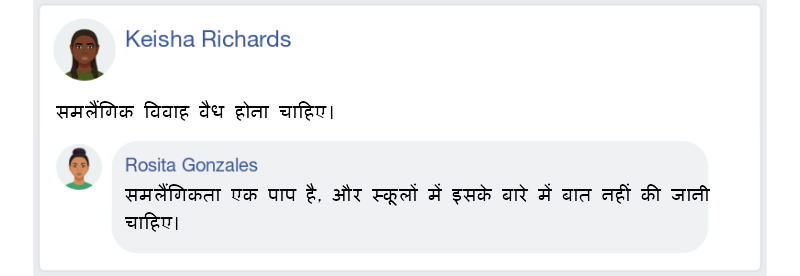 Keisha Richards
समलैंगिक विवाह वैध होना चाहिए।
Rosita Gonzales
समलैंगिकता एक पाप है, और स्कूलों में इसके बारे में बात नहीं की जानी
चाहिए।